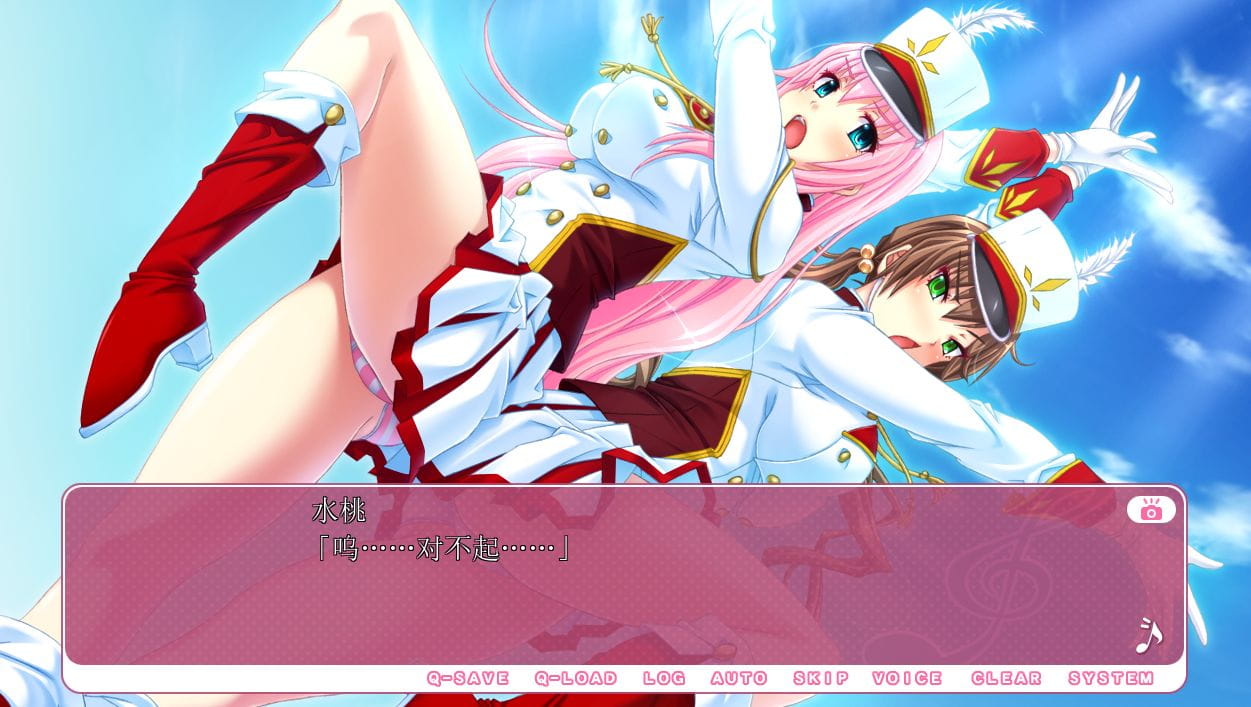 水桃
「呜……对不起……」
Q-SAVE Q-LOAD LOG AUTO SKIP VOICE CLEAR SYSTEM